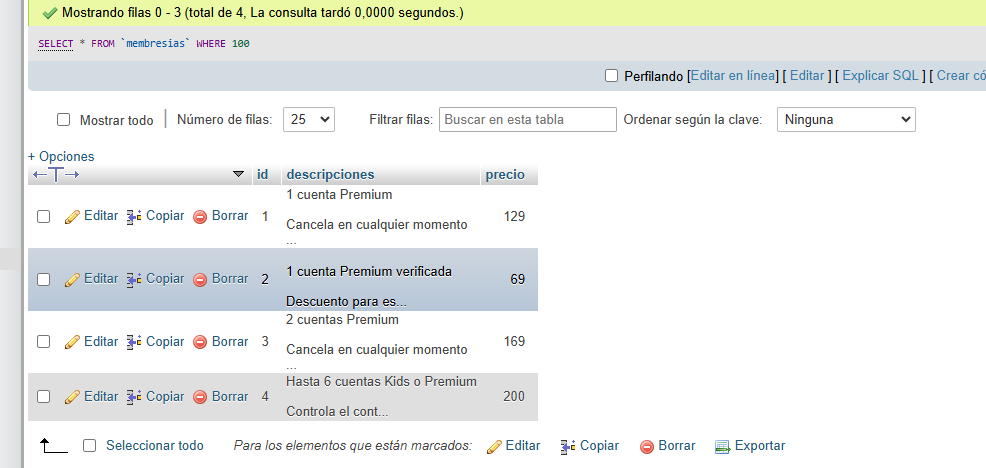 Mostrando filas 0 - 3 (total de 4, La consulta tardó 0,0000 segundos.)
SELECT * FROM `membresias` WHERE 100
Perfilando [Editar en línea] [ Editar ] [ Explicar SQL ] [ Crear có
Mostrar todo | Número de filas: 25 Filtrar filas: Buscar en esta tabla Ordenar según la clave: Ninguna
+ Opciones
id descripciones precio
Editar Copiar Borrar 1 1 cuenta Premium 129
Cancela en cualquier momento
...
Editar Copiar Borrar 2 1 cuenta Premium verificada 69
Descuento para es...
Editar Copiar Borrar 3 2 cuentas Premium 169
Cancela en cualquier momento
...
Editar Copiar Borrar 4 Hasta 6 cuentas Kids o Premium 200
Controla el cont...
Seleccionar todo Para los elementos que están marcados: Editar Copiar Borrar Exportar